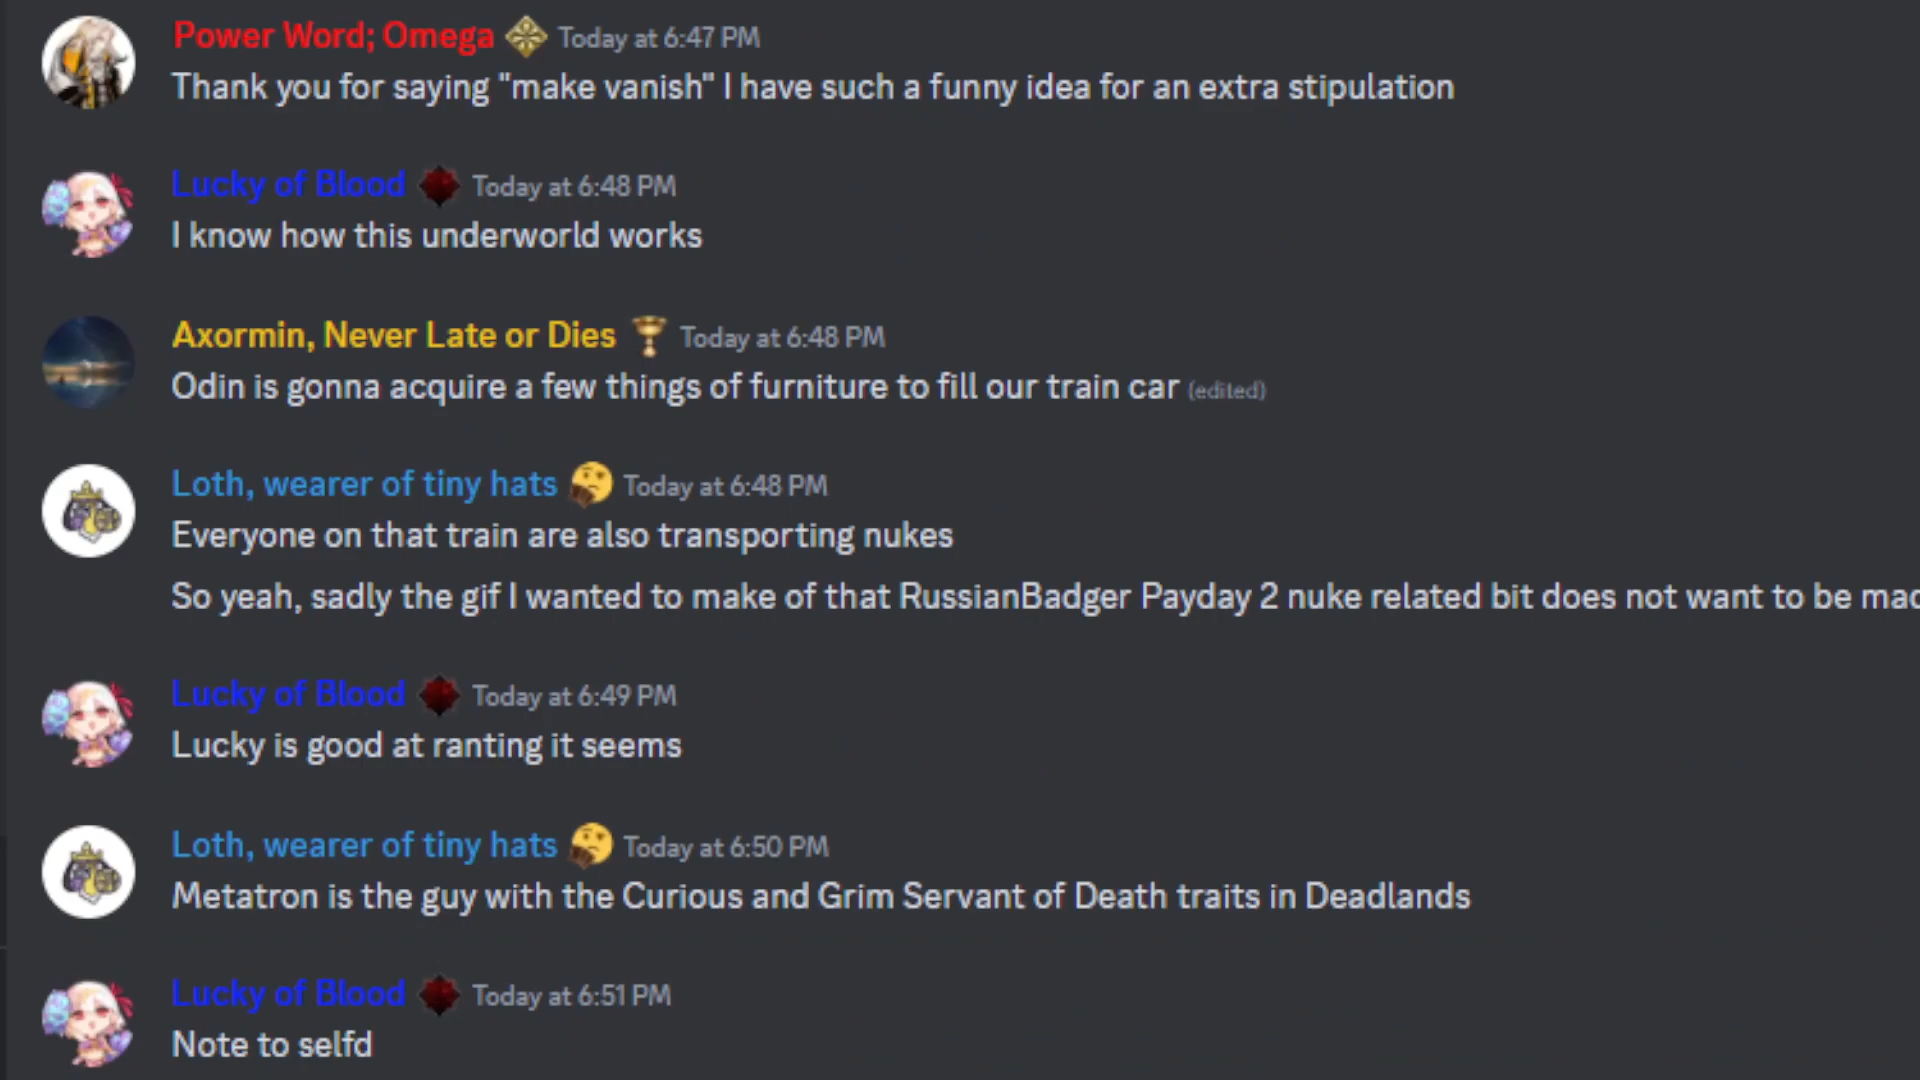 Power Word; Omega Today at 6:47 PM
Thank you for saying "make vanish" I have such a funny idea for an extra stipulation
Lucky of Blood Today at 6:48 PM
I know how this underworld works
Axormin, Never Late or Dies Today at 6:48 PM
Odin is gonna acquire a few things of furniture to fill our train car (edited)
Loth, wearer of tiny hats Today at 6:48 PM
Everyone on that train are also transporting nukes
So yeah, sadly the gif I wanted to make of that RussianBadger Payday 2 nuke related bit does not want to be
Lucky of Blood Today at 6:49 PM
Lucky is good at ranting it seems
Loth, wearer of tiny hats Today at 6:50 PM
Metatron is the guy with the Curious and Grim Servant of Death traits in Deadlands
Lucky of Blood Today at 6:51 PM
Note to selfd